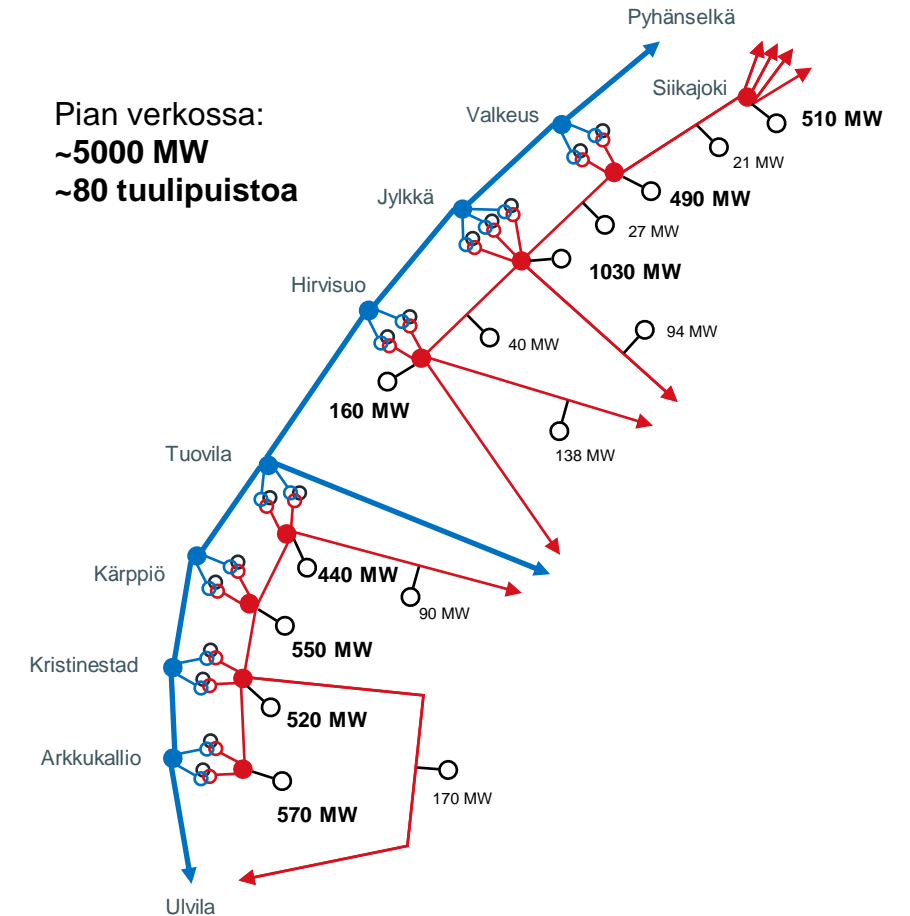 Pyhänselkä
Siikajoki
Pian verkossa:
~5000 MW
~80 tuulipuistoa
Valkeus
510 MW
21 MW
490 MW
Jylkkä
27 MW
1030 MW
Hirvisuo
40 MW
94 MW
160 MW
138 MW
Tuovila
440 MW
Kärppiö
90 MW
550 MW
Kristinestad
520 MW
Arkkukallio
170 MW
570 MW
Ulvila